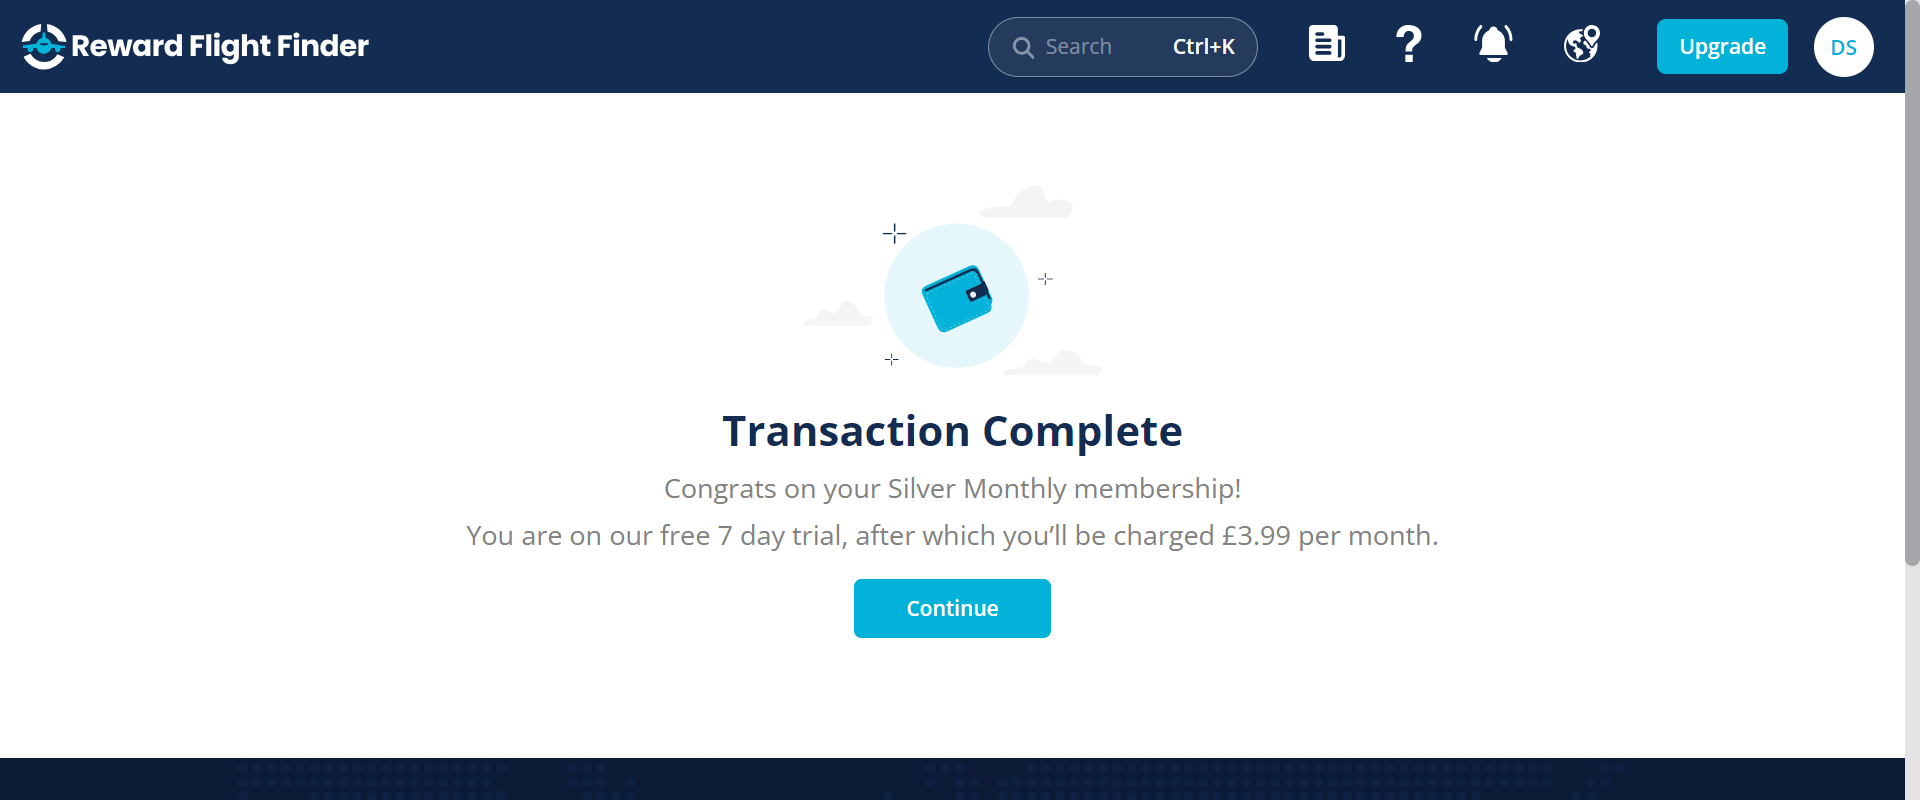 Reward Flight Finder
Search Ctrl+K
Upgrade
DS
Transaction Complete
Congrats on your Silver Monthly membership!
You are on our free 7 day trial, after which you’ll be charged £3.99 per month.
Continue